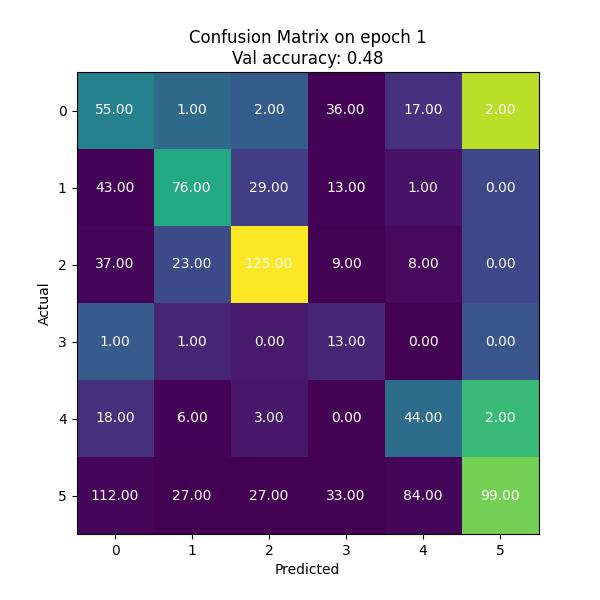 Confusion Matrix on epoch 1
Val accuracy: 0.48
0 55.00 1.00 2.00 36.00 17.00 2.00
1 43.00 76.00 29.00 13.00 1.00 0.00
2 37.00 23.00 125.00 9.00 8.00 0.00
Actual
3 1.00 1.00 0.00 13.00 0.00 0.00
4 18.00 6.00 3.00 0.00 44.00 2.00
5 112.00 27.00 27.00 33.00 84.00 99.00
0 1 2 3 4 5
Predicted